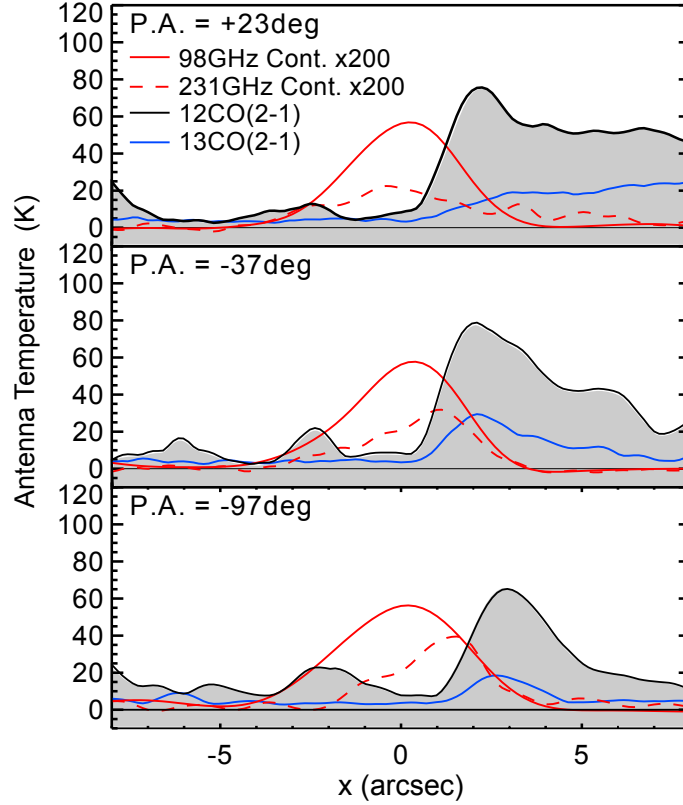 120
P.A. = +23deg
100
98GHz Cont. x200
80
231GHz Cont. x200
60
12CO(2-1)
40
13CO(2-1)
20
0
120
P.A. = -37deg
100
80
60
40
20
0
120
P.A. = -97deg
100
80
60
40
20
0
Antenna Temperature (K)
-5 0 5
x (arcsec)